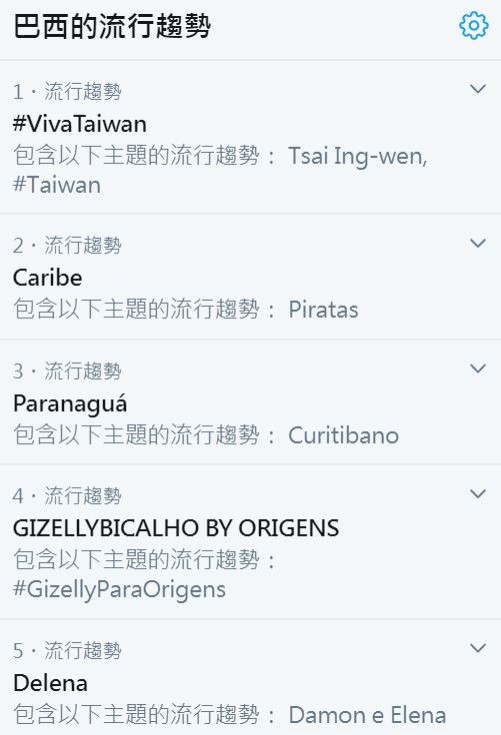 巴西的流行趨勢
1 · 流行趨勢
#VivaTaiwan
包含以下主題的流行趨勢： Tsai Ing-wen,
#Taiwan
2 · 流行趨勢
Caribe
包含以下主題的流行趨勢： Piratas
3 · 流行趨勢
Paranaguá
包含以下主題的流行趨勢： Curitibano
4 · 流行趨勢
GIZELLYBICALHO BY ORIGENS
包含以下主題的流行趨勢：
#GizellyParaOrigens
5 · 流行趨勢
Delena
包含以下主題的流行趨勢： Damon e Elena